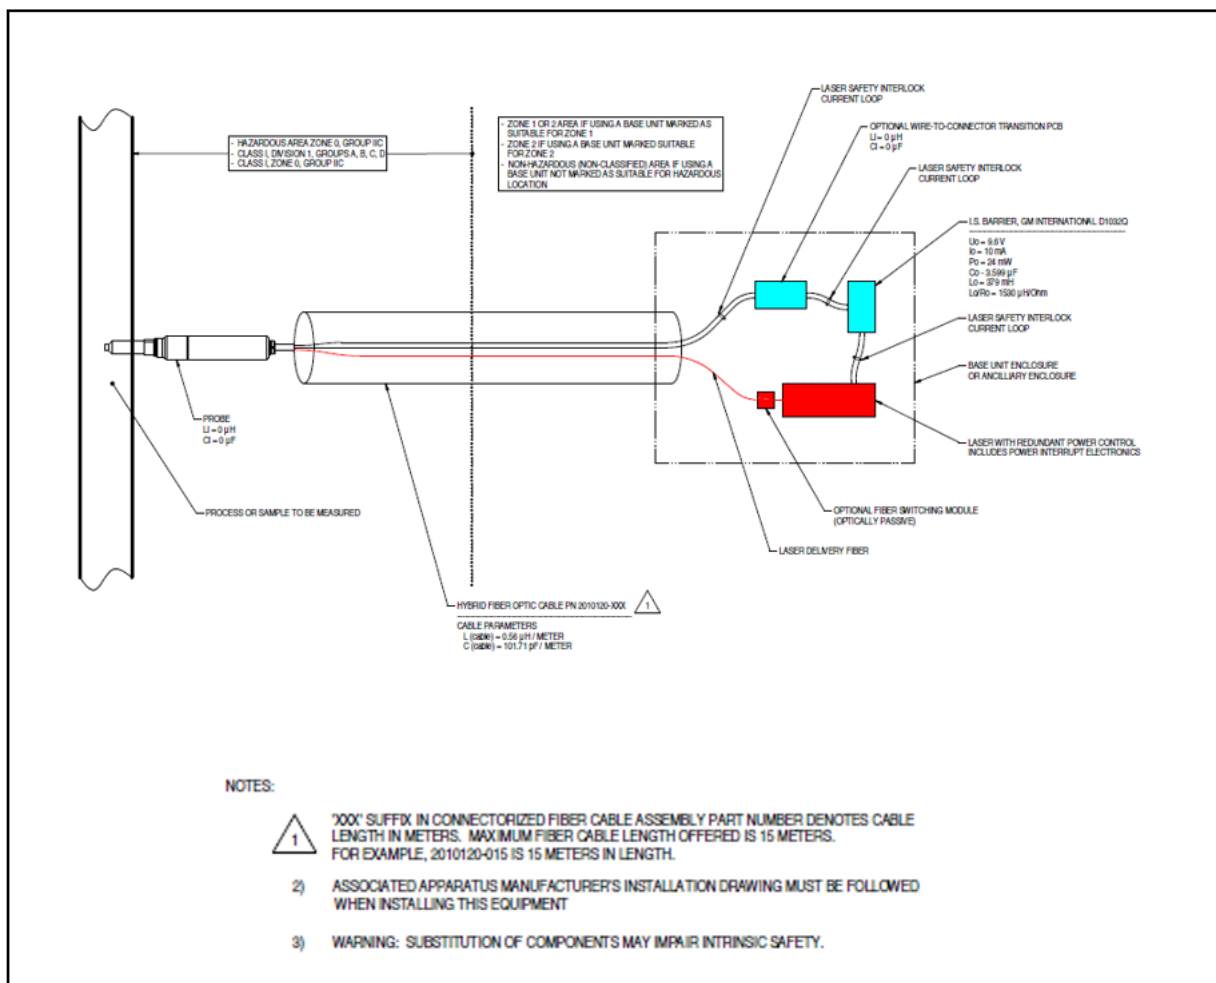 LASER SAFETY INTERLOCK
CURRENT LOOP
- HAZARDOUS AREA ZONE 0, GROUP IIC
- CLASS I, DIVISION 1, GROUPS A, B, C, D
- CLASS I, ZONE 0, GROUP IIC
- ZONE 1 OR 2 AREA IF USING A BASE UNIT MARKED AS
SUITABLE FOR ZONE 1
- ZONE 2 IF USING A BASE UNIT MARKED SUITABLE
FOR ZONE 2
- NON-HAZARDOUS (NON-CLASSIFIED) AREA IF USING A
BASE UNIT NOT MARKED AS SUITABLE FOR HAZARDOUS
LOCATION
OPTIONAL WIRE-TO-CONNECTOR TRANSITION PCB
LI = 0 µH
CI = 0 µF
LASER SAFETY INTERLOCK
CURRENT LOOP
I.S. BARRIER, GM INTERNATIONAL D1032Q
Uo = 9.6 V
Io = 10 mA
Po = 24 mW
Co - 3.599 µF
Lo = 379 mH
Lo/Ro = 1530 µH/Ohm
LASER SAFETY INTERLOCK
CURRENT LOOP
BASE UNIT ENCLOSURE
OR ANCILLIARY ENCLOSURE
PROBE
LI = 0 µH
CI = 0 µF
LASER WITH REDUNDANT POWER CONTROL
INCLUDES POWER INTERRUPT ELECTRONICS
PROCESS OR SAMPLE TO BE MEASURED
OPTIONAL FIBER SWITCHING MODULE
(OPTICALLY PASSIVE)
LASER DELIVERY FIBER
HYBRID FIBER OPTIC CABLE PN 2010120-XXX
1
CABLE PARAMETERS
L (cable) = 0.56 µH / METER
C (cable) = 101.71 pF / METER
NOTES:
1
'XXX' SUFFIX IN CONNECTORIZED FIBER CABLE ASSEMBLY PART NUMBER DENOTES CABLE
LENGTH IN METERS. MAXIMUM FIBER CABLE LENGTH OFFERED IS 15 METERS.
FOR EXAMPLE, 2010120-015 IS 15 METERS IN LENGTH.
2) ASSOCIATED APPARATUS MANUFACTURER'S INSTALLATION DRAWING MUST BE FOLLOWED
WHEN INSTALLING THIS EQUIPMENT
3) WARNING: SUBSTITUTION OF COMPONENTS MAY IMPAIR INTRINSIC SAFETY.